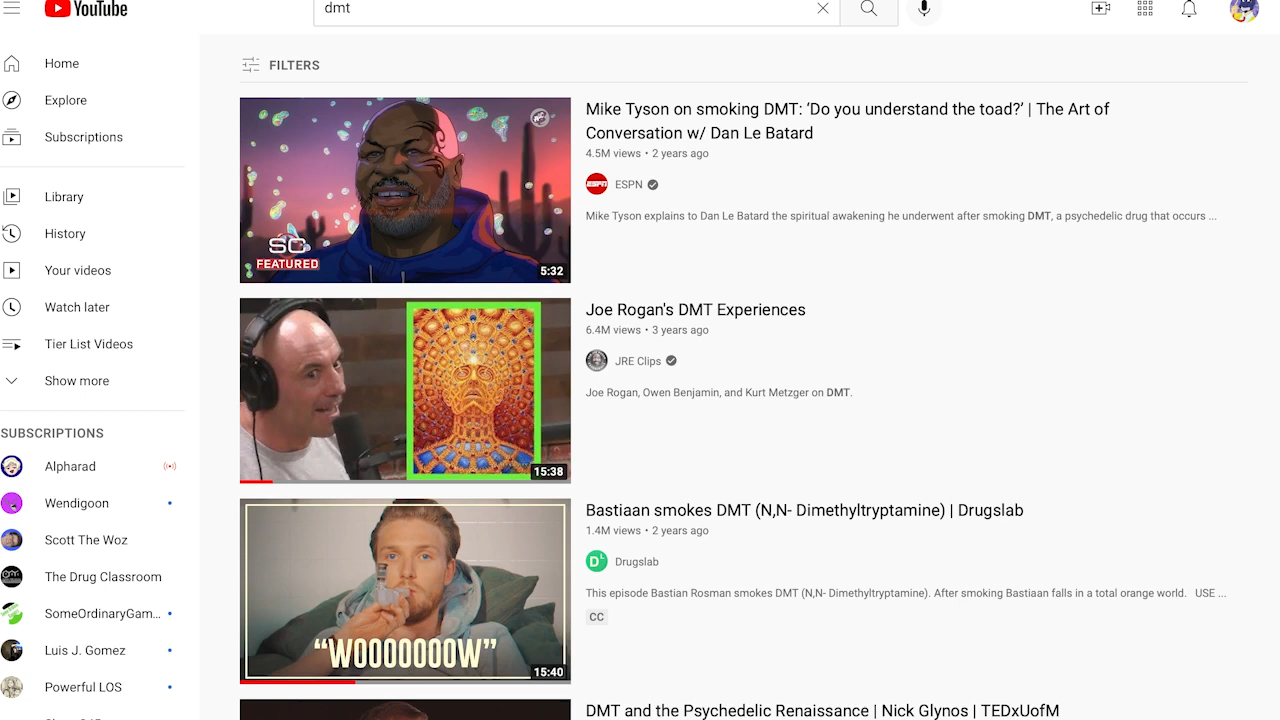 YouTube
dmt
Home
Explore
Subscriptions
Library
History
Your videos
Watch later
Tier List Videos
Show more
SUBSCRIPTIONS
Alpharad
Wendigoon
Scott The Woz
The Drug Classroom
SomeOrdinaryGam...
Luis J. Gomez
Powerful LOS
FILTERS
SC
FEATURED
5:32
Mike Tyson on smoking DMT: ‘Do you understand the toad?’ | The Art of
Conversation w/ Dan Le Batard
4.5M views • 2 years ago
ESPN
ESPN
Mike Tyson explains to Dan Le Batard the spiritual awakening he underwent after smoking DMT, a psychedelic drug that occurs ...
15:38
Joe Rogan's DMT Experiences
6.4M views • 3 years ago
JRE Clips
Joe Rogan, Owen Benjamin, and Kurt Metzger on DMT.
“WOOOOOOOW”
15:40
Bastiaan smokes DMT (N,N- Dimethyltryptamine) | Drugslab
1.4M views • 2 years ago
DL
Drugslab
This episode Bastian Rosman smokes DMT (N,N- Dimethyltryptamine). After smoking Bastiaan falls in a total orange world. USE ...
CC
DMT and the Psychedelic Renaissance | Nick Glynos | TEDxUofM